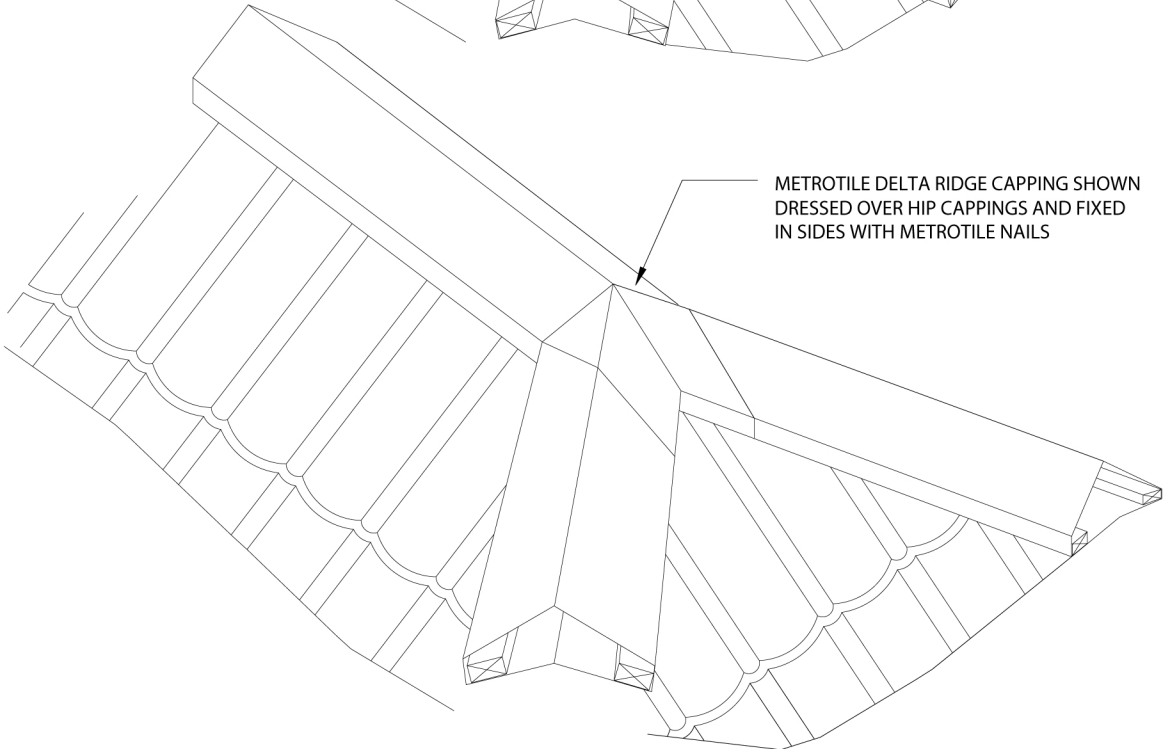 METROTILE DELTA RIDGE CAPPING SHOWN
DRESSED OVER HIP CAPPINGS AND FIXED
IN SIDES WITH METROTILE NAILS